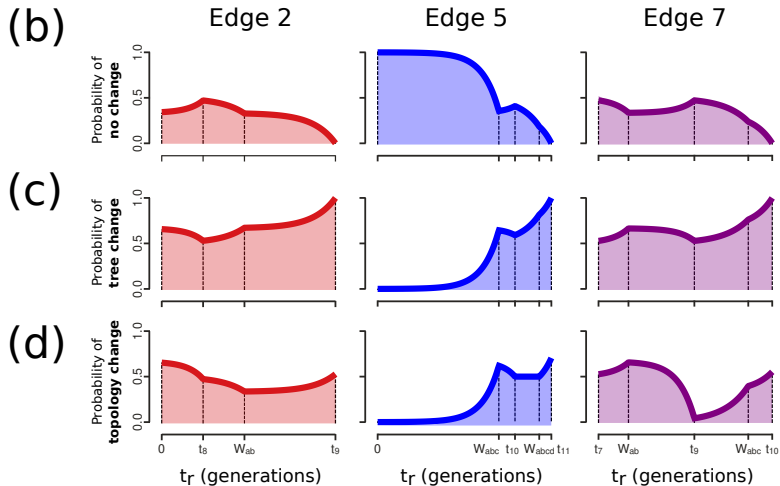 (b)
Edge 2 Edge 5 Edge 7
Probability of
no change
0.0 0.5 1.0
(c)
Probability of
tree change
0.0 0.5 1.0
(d)
Probability of
topology change
0.0 0.5 1.0
0 t8 Wab t9
0 Wabc t10 Wabcd t11
t7 Wab t9 Wabc t10
tr (generations) tr (generations) tr (generations)